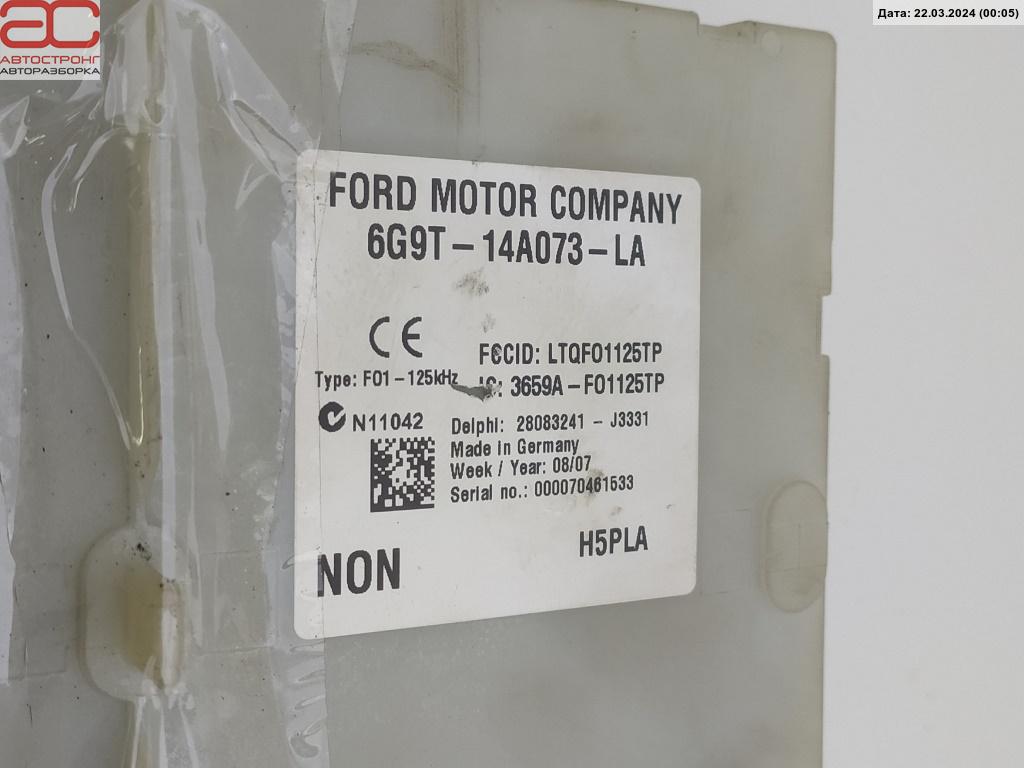 АС
АВТОСТРОНГ
АВТОРАЗБОРКА
Дата: 22.03.2024 (00:05)
FORD MOTOR COMPANY
6G9T-14A073-LA
CE
FCCID: LTQF01125TP
Type: F01-125kHz
IC: 3659A-F01125TP
N11042
Delphi: 28083241 - J3331
Made in Germany
Week / Year: 08/07
Serial no.: 000070461533
H5PLA
NON